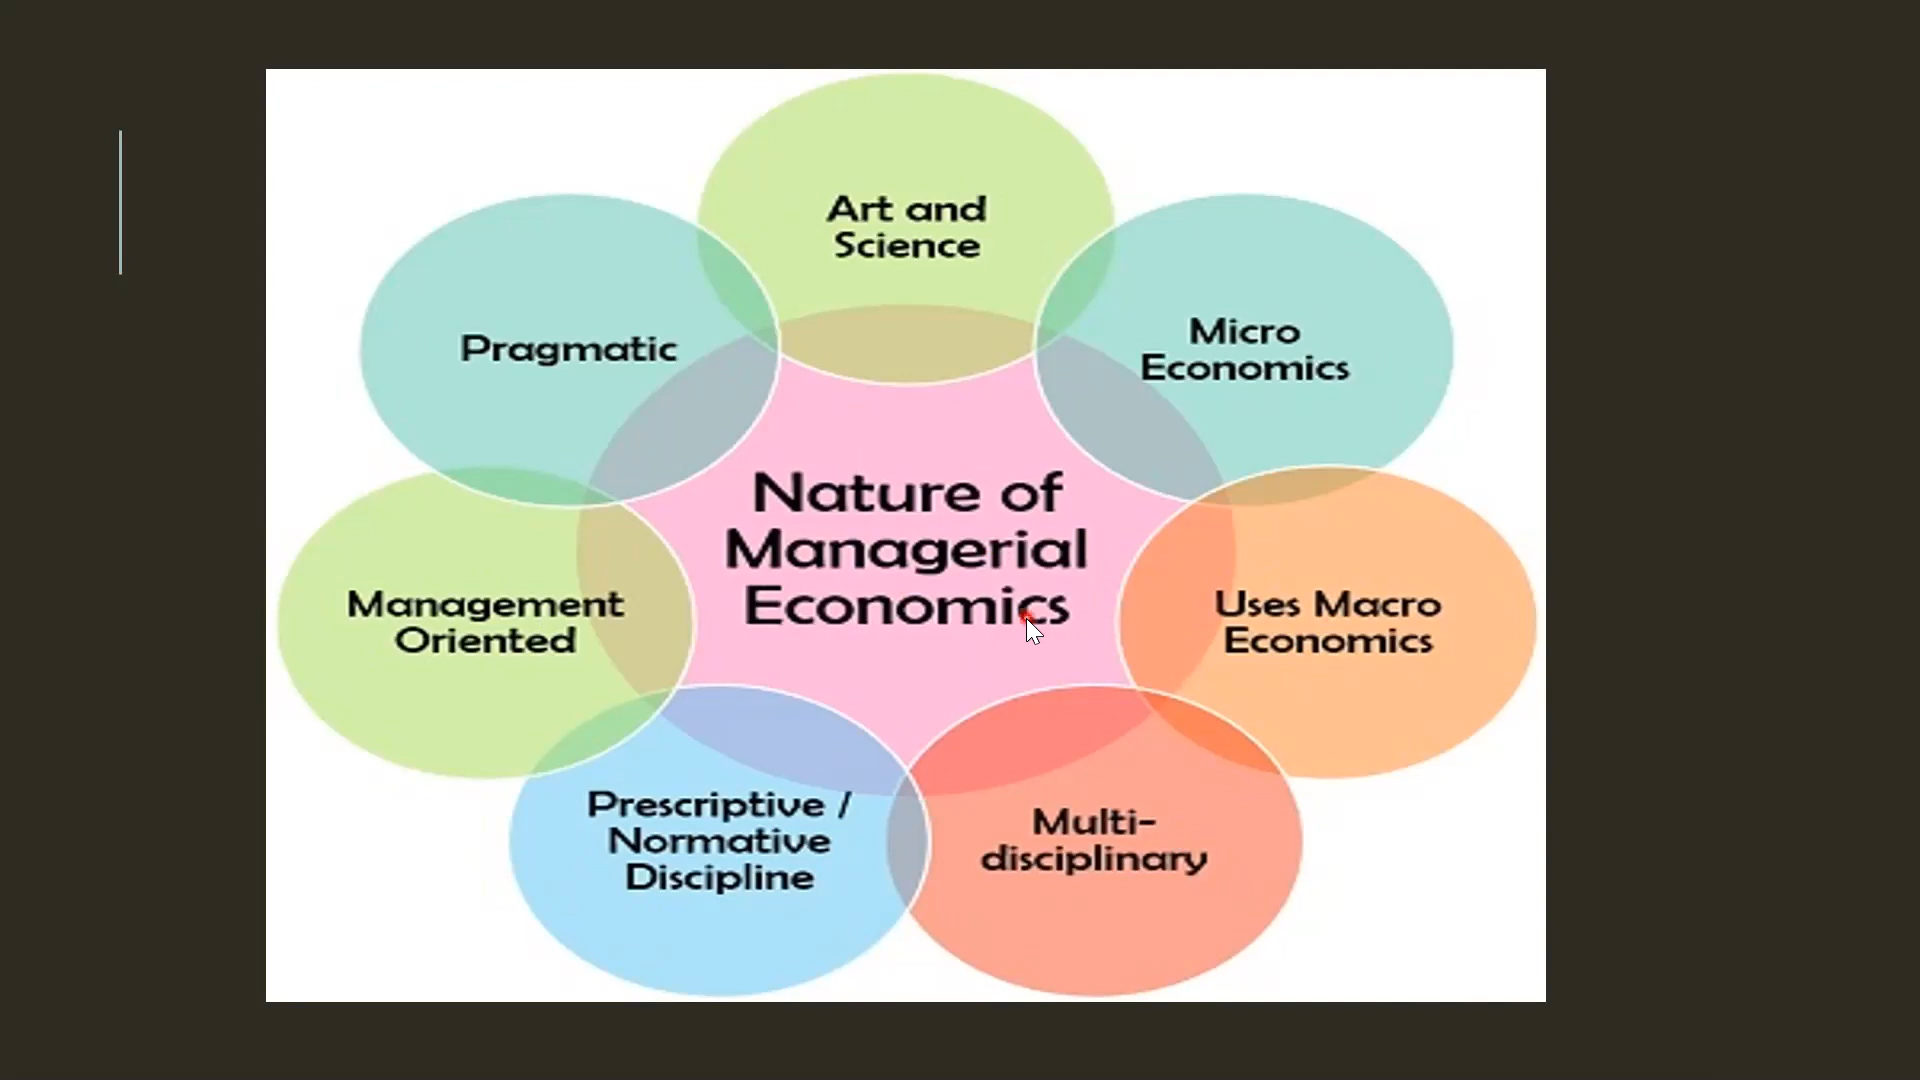 Art and
Science
Pragmatic
Micro
Economics
Nature of
Managerial
Economics
Management
Oriented
Uses Macro
Economics
Prescriptive /
Normative
Discipline
Multi-
disciplinary